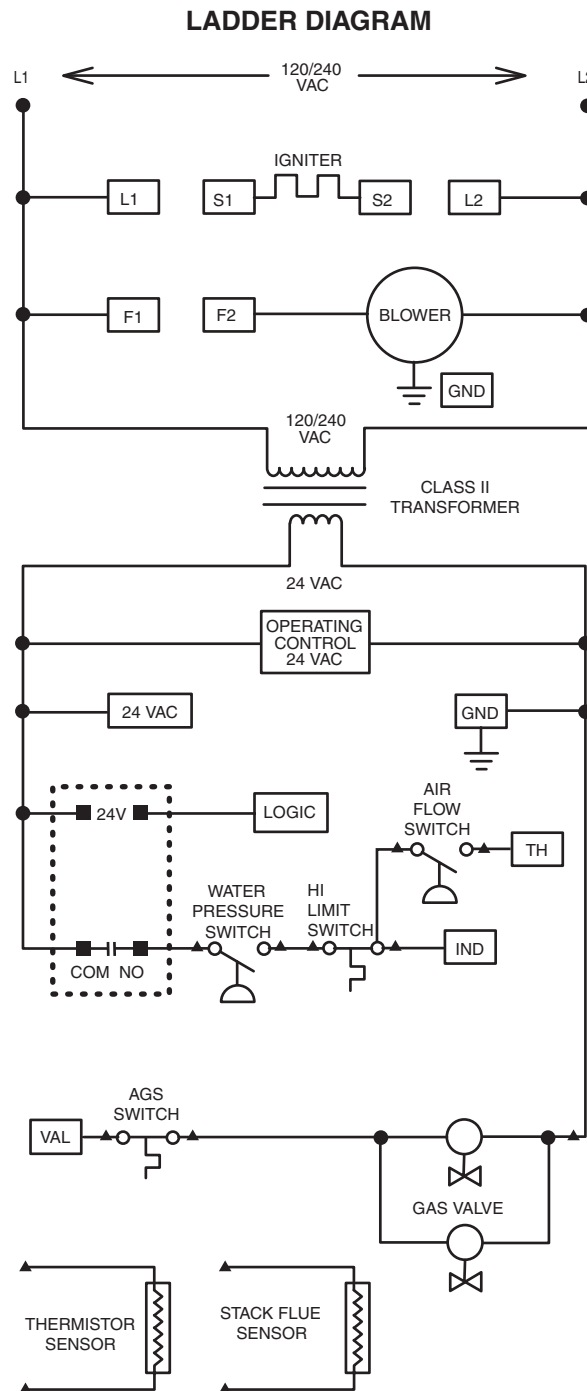 LADDER DIAGRAM
120/240
VAC
L1
L2
IGNITER
L1
S1
S2
L2
F1
F2
BLOWER
GND
120/240
VAC
CLASS II
TRANSFORMER
24 VAC
OPERATING
CONTROL
24 VAC
24 VAC
GND
24V
LOGIC
AIR
FLOW
SWITCH
TH
WATER
PRESSURE
SWITCH
HI
LIMIT
SWITCH
IND
COM NO
AGS
SWITCH
VAL
GAS VALVE
THERMISTOR
SENSOR
STACK FLUE
SENSOR